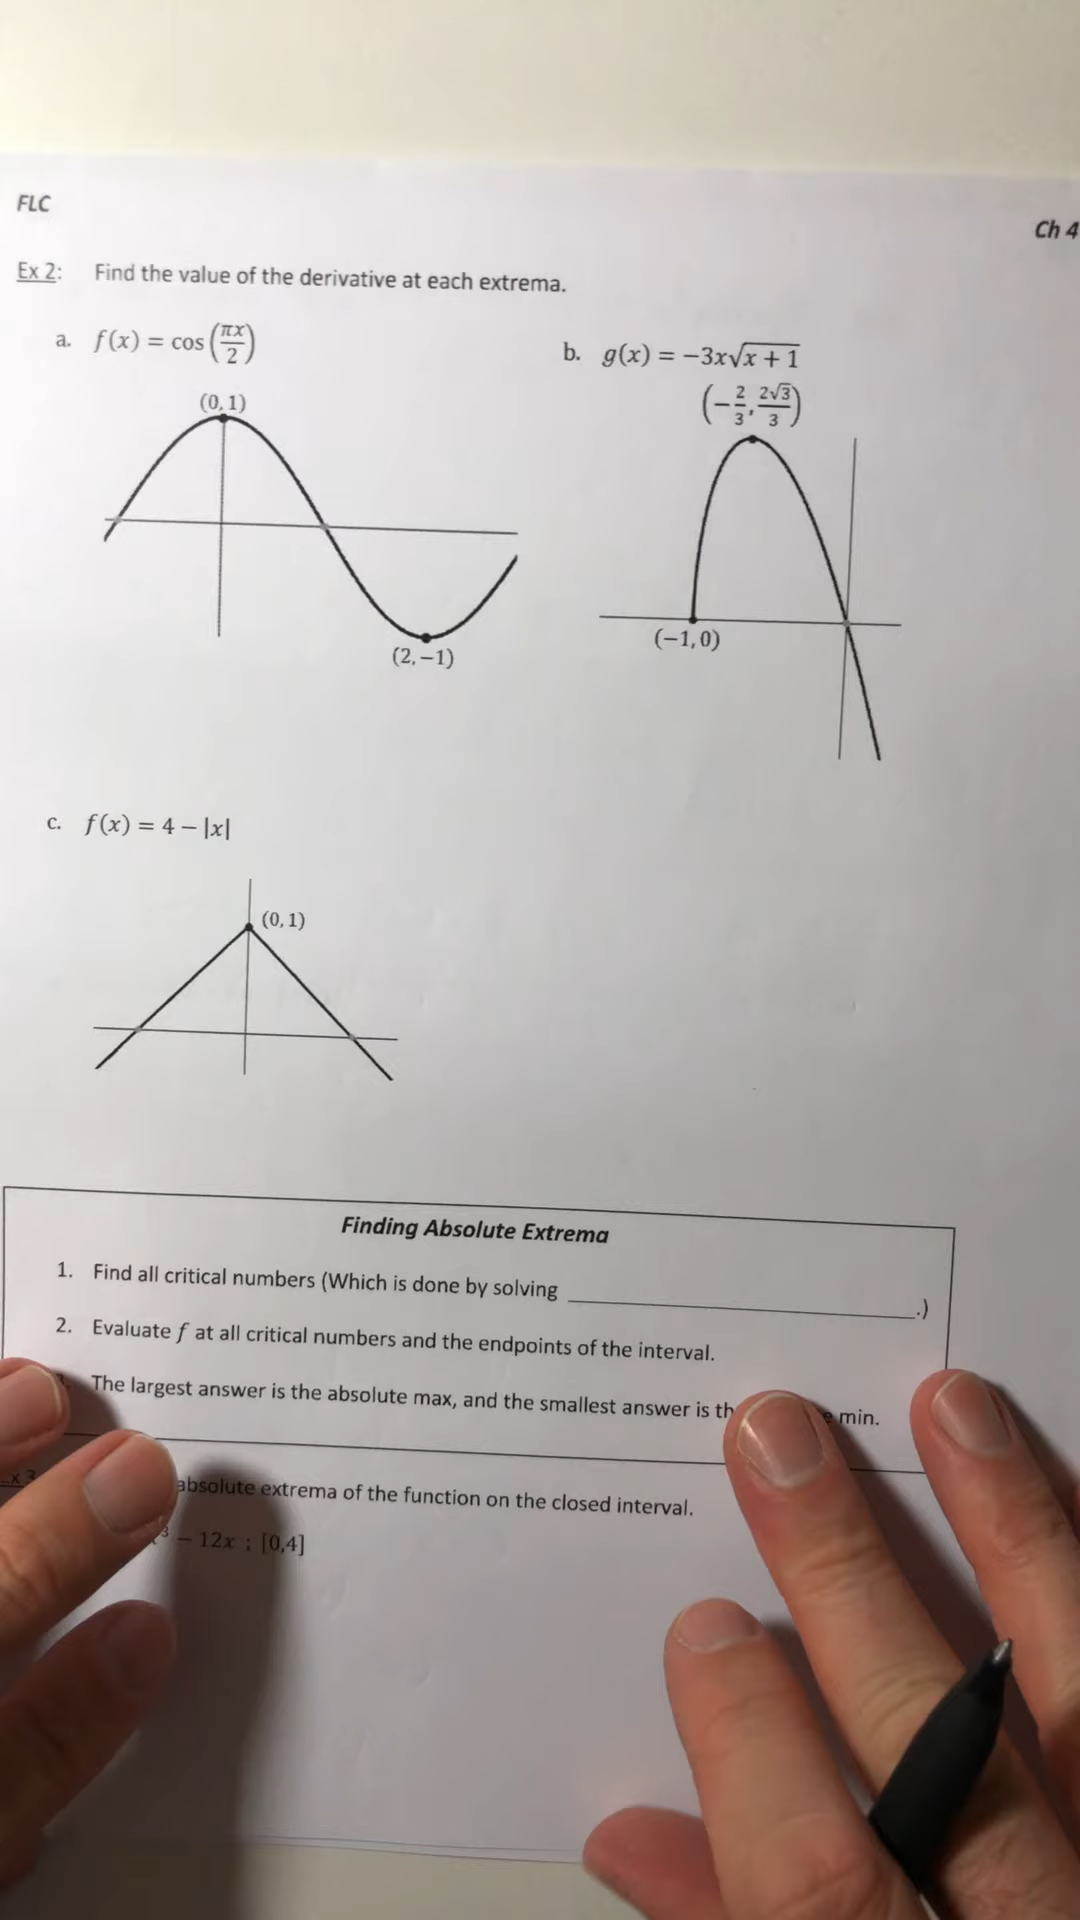 FLC
Ch 4
Ex 2: Find the value of the derivative at each extrema.
a. f(x) = cos(πx/2)
b. g(x) = −3x√(x + 1)
(−2/3, 2√3/3)
(0, 1)
(−1, 0)
(2, −1)
c. f(x) = 4 − |x|
(0, 1)
Finding Absolute Extrema
1. Find all critical numbers (Which is done by solving ____________________.)
2. Evaluate f at all critical numbers and the endpoints of the interval.
The largest answer is the absolute max, and the smallest answer is min.
absolute extrema of the function on the closed interval.
− 12x ; [0,4]